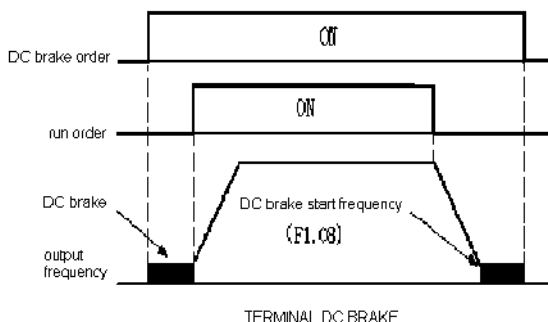 ON
DC brake order
ON
run order
DC brake
DC brake start frequency
(F1.08)
output
frequency
TERMINAL DC BRAKE